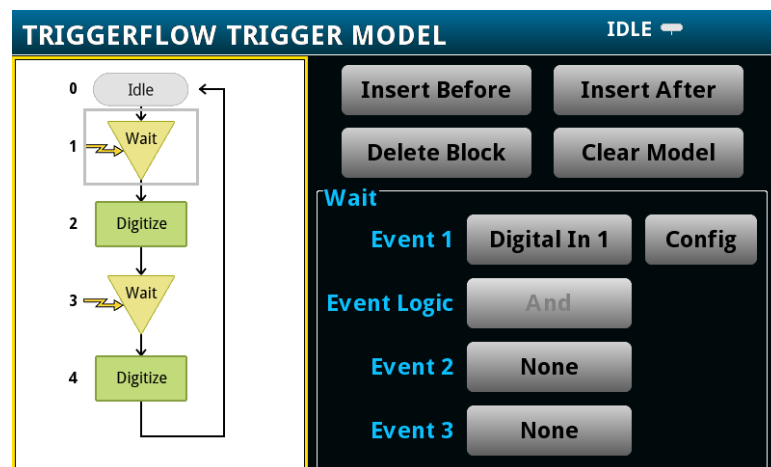 TRIGGERFLOW TRIGGER MODEL
IDLE
0 Idle
1 Wait
2 Digitize
3 Wait
4 Digitize
Insert Before Insert After
Delete Block Clear Model
Wait
Event 1 Digital In 1 Config
Event Logic And
Event 2 None
Event 3 None